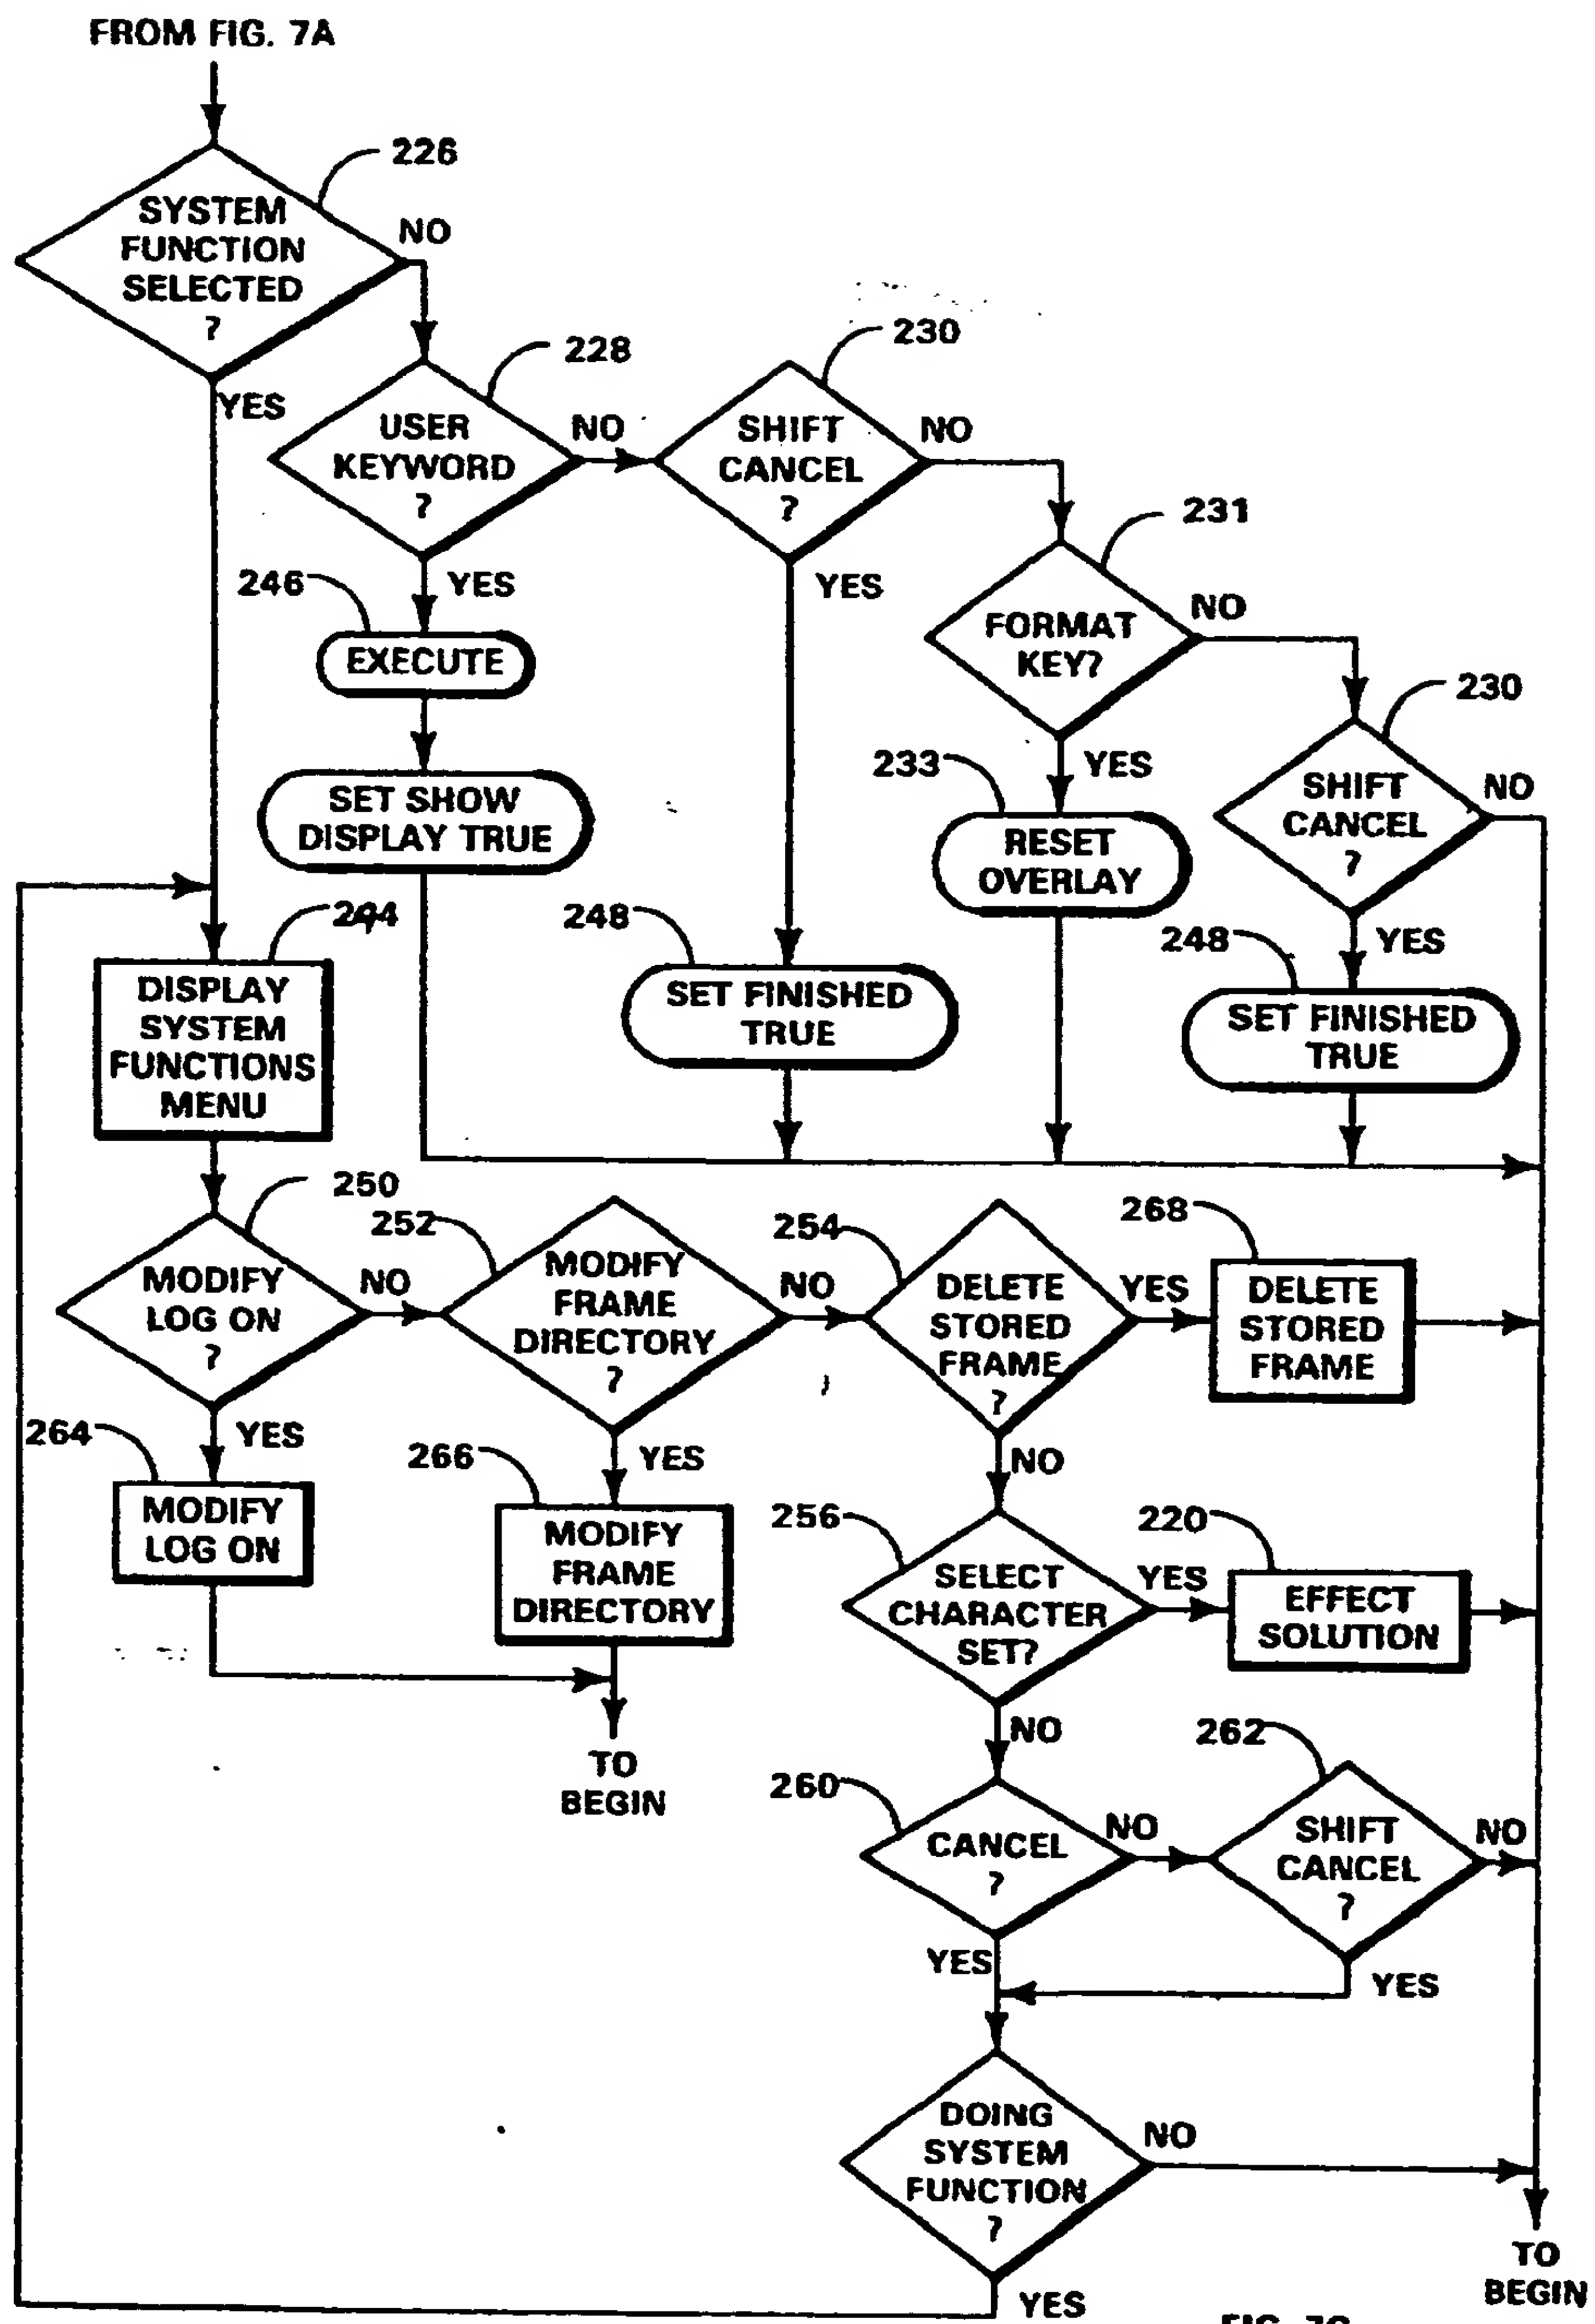 FROM FIG. 7A
226
SYSTEM
FUNCTION
SELECTED
?
NO
YES
228
USER
KEYWORD
?
NO
YES
230
SHIFT
CANCEL
?
NO
YES
231
FORMAT
KEY?
NO
YES
230
SHIFT
CANCEL
?
NO
YES
246
EXECUTE
SET SHOW
DISPLAY TRUE
233
RESET
OVERLAY
248
SET FINISHED
TRUE
248
SET FINISHED
TRUE
244
DISPLAY
SYSTEM
FUNCTIONS
MENU
250
MODIFY
LOG ON
?
NO
YES
252
MODIFY
FRAME
DIRECTORY
?
NO
YES
254
DELETE
STORED
FRAME
?
YES
NO
268
DELETE
STORED
FRAME
264
MODIFY
LOG ON
266
MODIFY
FRAME
DIRECTORY
TO
BEGIN
256
SELECT
CHARACTER
SET?
YES
NO
220
EFFECT
SOLUTION
260
CANCEL
?
NO
YES
262
SHIFT
CANCEL
?
NO
YES
DOING
SYSTEM
FUNCTION
?
NO
YES
TO
BEGIN